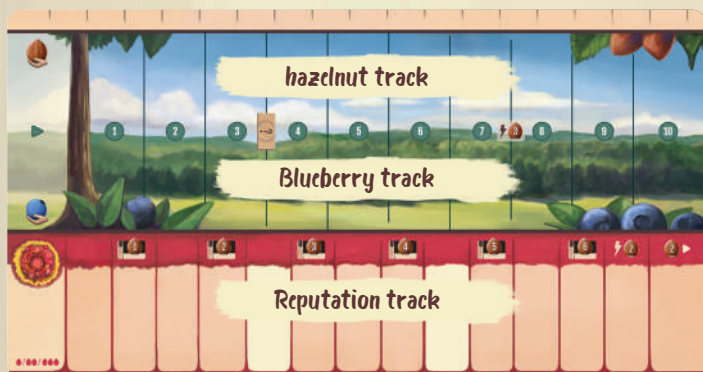 hazelnut track
1 2 3 4 5 6 7 3 8 9 10
Blueberry track
1 2 3 4 5 6 2 2
Reputation track